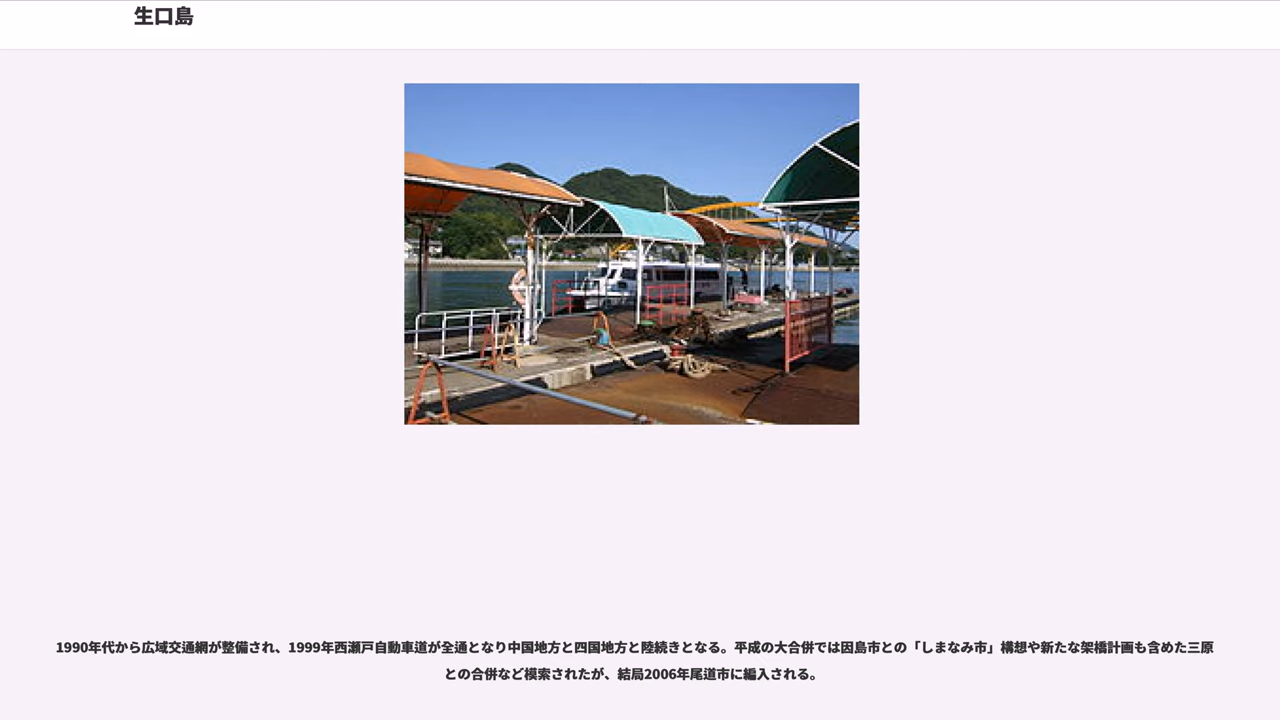 生口島
1990年代から広域交通網が整備され、1999年西瀬戸自動車道が全通となり中国地方と四国地方と陸続きとなる。平成の大合併では因島市との「しまなみ市」構想や新たな架橋計画も含めた三原
との合併など模索されたが、結局2006年尾道市に編入される。